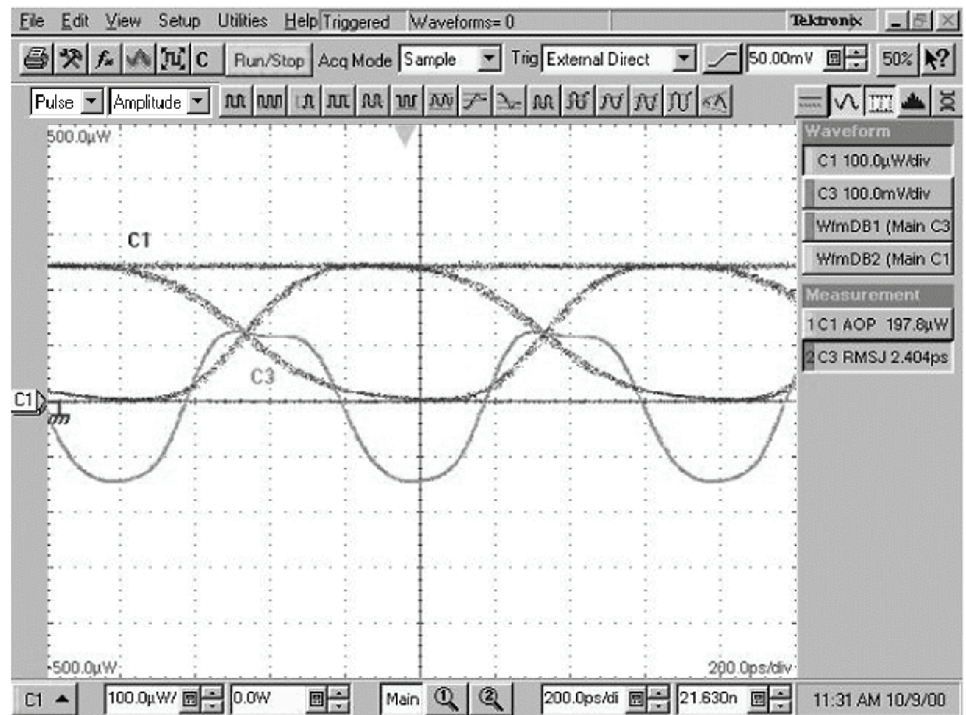 File Edit View Setup Utilities Help Triggered Waveforms= 0 Tektronix
C Run/Stop Acq Mode Sample Trig External Direct 50.00mV 50%
Pulse Amplitude
500.0µW
Waveform
C1 100.0µW/div
C3 100.0mV/div
WfmDB1 (Main C3
WfmDB2 (Main C1
Measurement
1 C1 AOP 197.8µW
2 C3 RMSJ 2.404ps
C1
C3
C1
-500.0µW
200.0ps/div
C1 100.0µW/ 0.0W Main 1 2 200.0ps/di 21.630n 11:31 AM 10/9/00